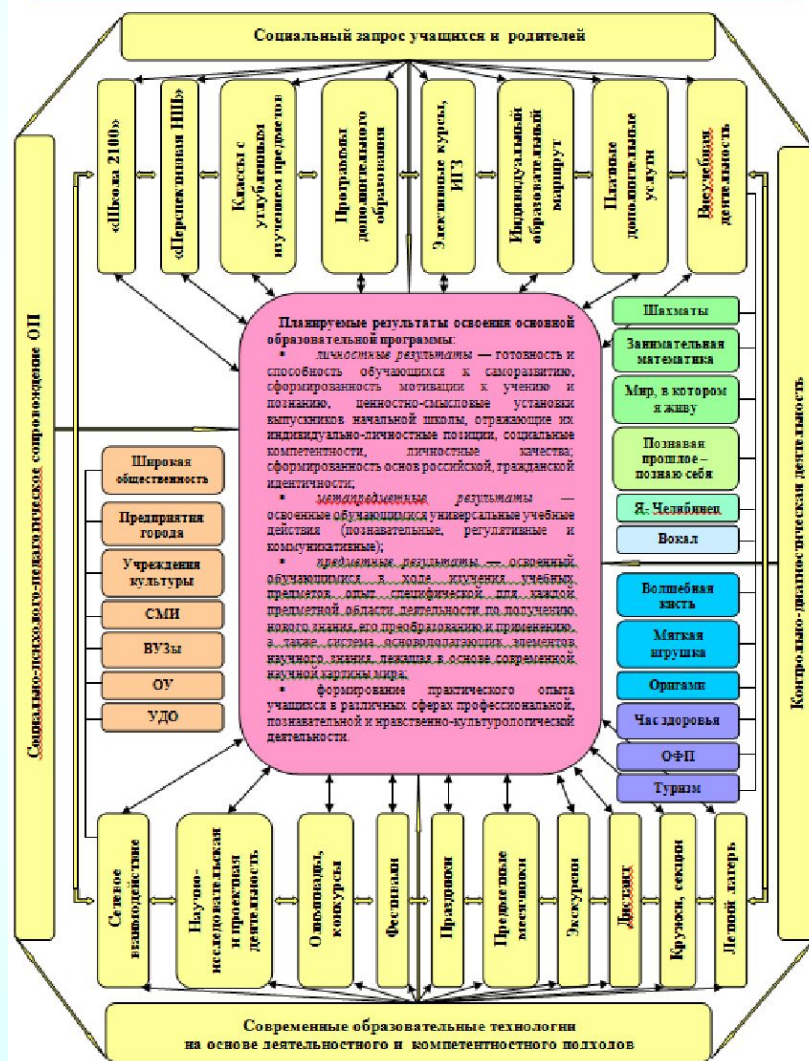 Социальный запрос учащихся и родителей
«Школа 2100»
«Перспективная НШ»
Классы с
углубленным
изучением предметов
Программы
дополнительного
образования
Элективные курсы,
ИГЗ
Индивидуальный
образовательный
маршрут
Платные
дополнительные
услуги
Внеучебная
деятельность
Социально-психолого-педагогическое сопровождение ОП
Контрольно-диагностическая деятельность
Планируемые результаты освоения основной
образовательной программы:
• личностные результаты — готовность и
способность обучающихся к саморазвитию,
сформированность мотивации к учению и
познанию, ценностно-смысловые установки
выпускников начальной школы, отражающие их
индивидуально-личностные позиции, социальные
компетентности, личностные качества;
сформированность основ российской, гражданской
идентичности;
• метапредметные результаты —
освоенные обучающимися универсальные учебные
действия (познавательные, регулятивные и
коммуникативные);
• предметные результаты — освоенный
обучающимися в ходе изучения учебных
предметов опыт специфической для каждой
предметной области деятельности по получению
нового знания, его преобразованию и применению,
а также система основополагающих элементов
научного знания, лежащая в основе современной
научной картины мира;
• формирование практического опыта
учащихся в различных сферах профессиональной,
познавательной и нравственно-культурологической
деятельности.
Широкая
общественность
Предприятия
города
Учреждения
культуры
СМИ
ВУЗы
ОУ
УДО
Шахматы
Занимательная
математика
Мир, в котором
я живу
Познавая
прошлое –
познаю себя
Я- Челябинец
Вокал
Волшебная
кисть
Мягкая
игрушка
Оригами
Час здоровья
ОФП
Туризм
Сетевое
взаимодействие
Научно-
исследовательская
и проектная
деятельность
Олимпиады,
конкурсы
Фестивали
Праздники
Предметные
месячники
Экскурсии
Дистант
Кружки, секции
Летний лагерь
Современные образовательные технологии
на основе деятельностного и компетентностного подходов